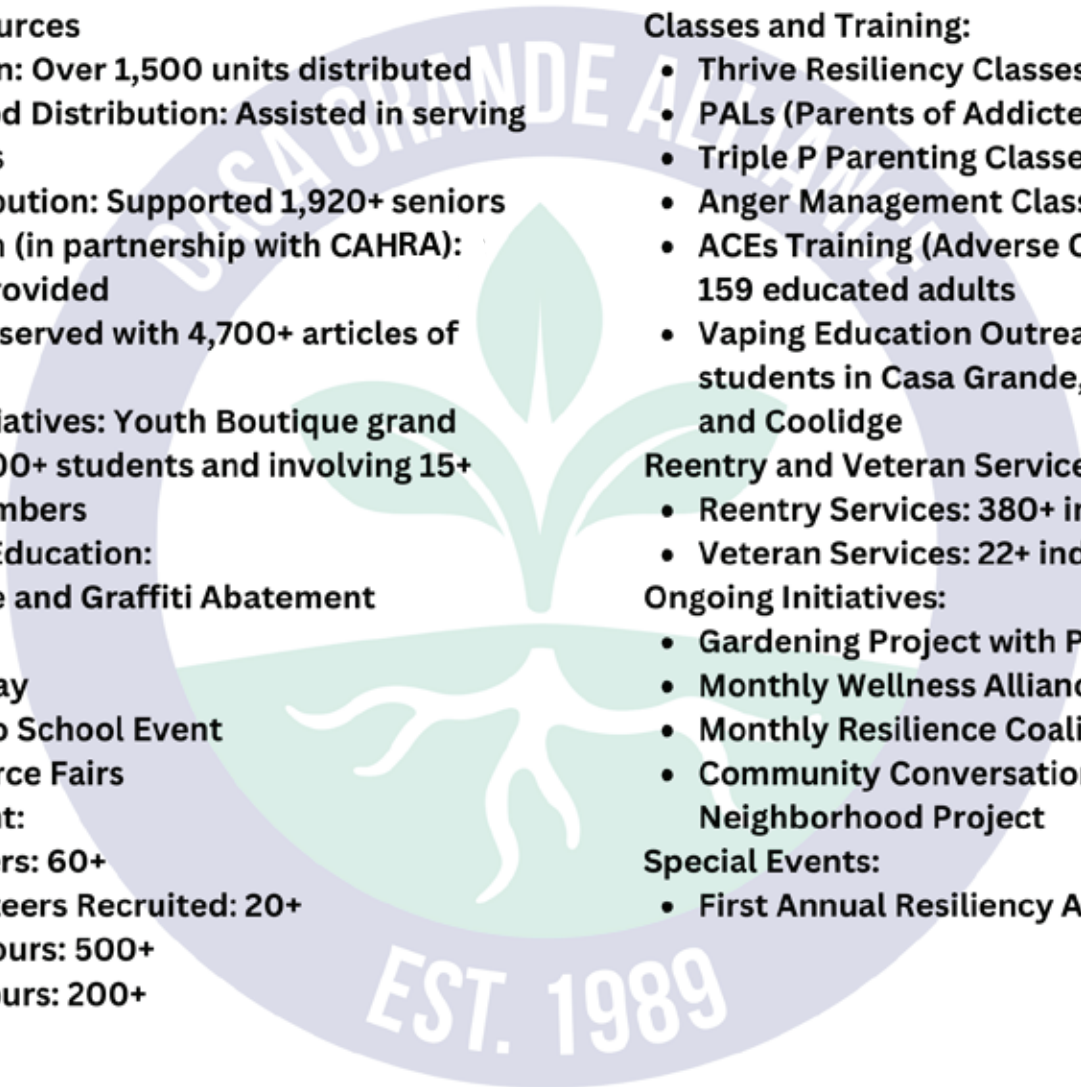 urces
n: Over 1,500 units distributed
d Distribution: Assisted in serving
s
bution: Supported 1,920+ seniors
n (in partnership with CAHRA):
rovided
served with 4,700+ articles of
iatives: Youth Boutique grand
00+ students and involving 15+
mbers
Education:
e and Graffiti Abatement
ay
o School Event
rce Fairs
t:
rs: 60+
teers Recruited: 20+
ours: 500+
ours: 200+
Classes and Training:
• Thrive Resiliency Classes
• PALs (Parents of Addicte
• Triple P Parenting Classe
• Anger Management Class
• ACEs Training (Adverse C
159 educated adults
• Vaping Education Outrea
students in Casa Grande,
and Coolidge
Reentry and Veteran Service
• Reentry Services: 380+ in
• Veteran Services: 22+ ind
Ongoing Initiatives:
• Gardening Project with P
• Monthly Wellness Allianc
• Monthly Resilience Coali
• Community Conversation
Neighborhood Project
Special Events:
• First Annual Resiliency A
CASA GRANDE ALLIANCE
EST. 1989